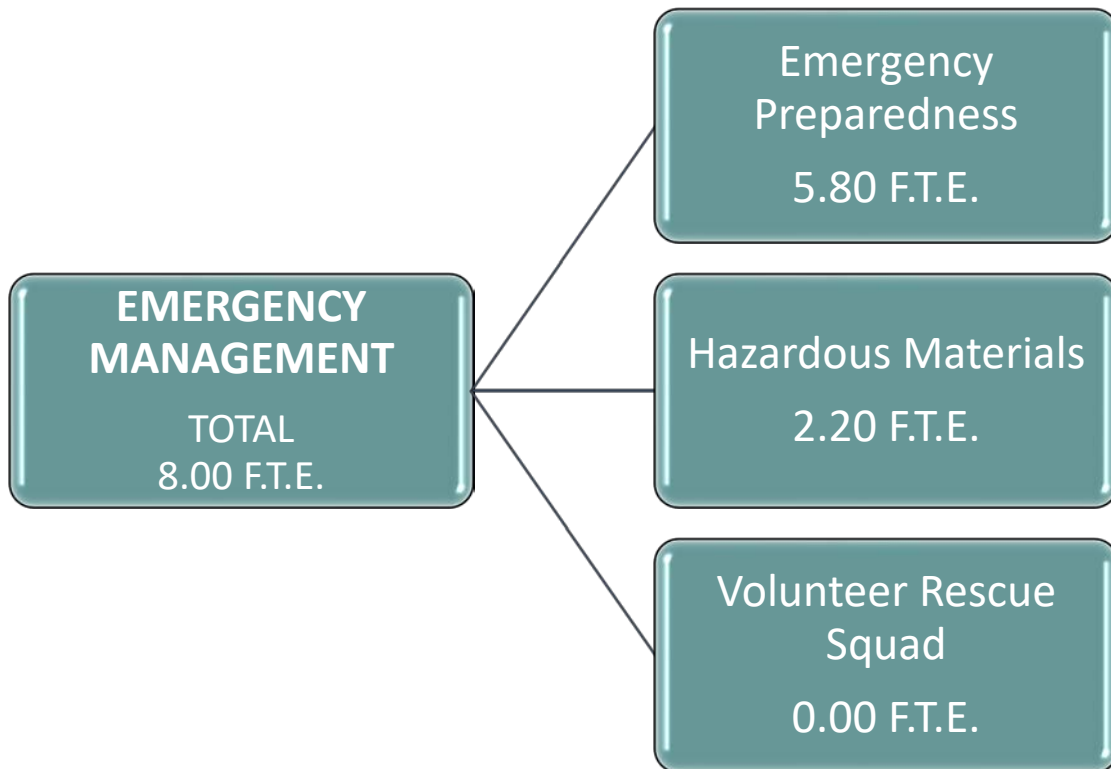 EMERGENCY
MANAGEMENT
TOTAL
8.00 F.T.E.
Emergency
Preparedness
5.80 F.T.E.
Hazardous Materials
2.20 F.T.E.
Volunteer Rescue
Squad
0.00 F.T.E.